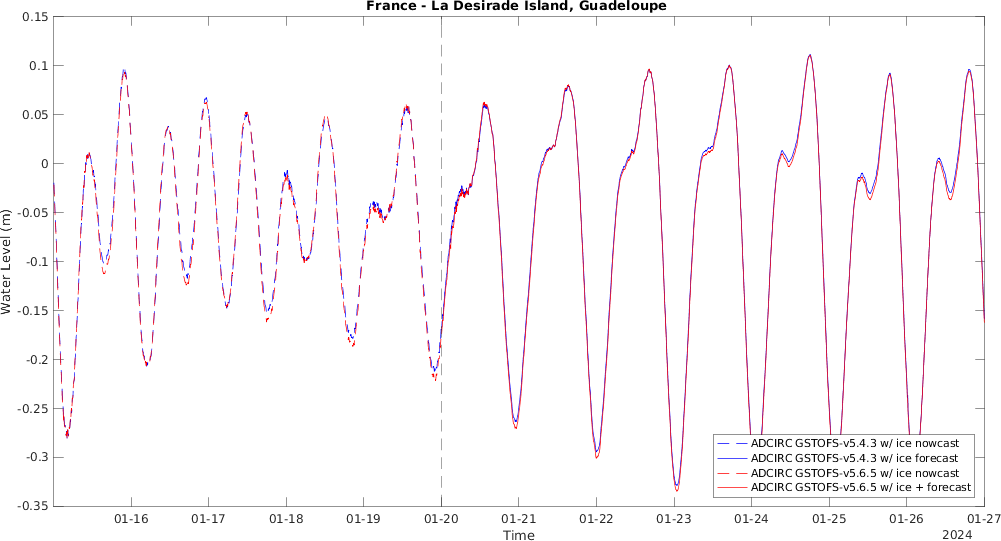 France - La Desirade Island, Guadeloupe
0.15
0.1
0.05
0
-0.05
-0.1
-0.15
-0.2
-0.25
-0.3
-0.35
Water Level (m)
ADCIRC GSTOFS-v5.4.3 w/ ice nowcast
ADCIRC GSTOFS-v5.4.3 w/ ice forecast
ADCIRC GSTOFS-v5.6.5 w/ ice nowcast
ADCIRC GSTOFS-v5.6.5 w/ ice + forecast
01-16 01-17 01-18 01-19 01-20 01-21 01-22 01-23 01-24 01-25 01-26 01-27
Time
2024